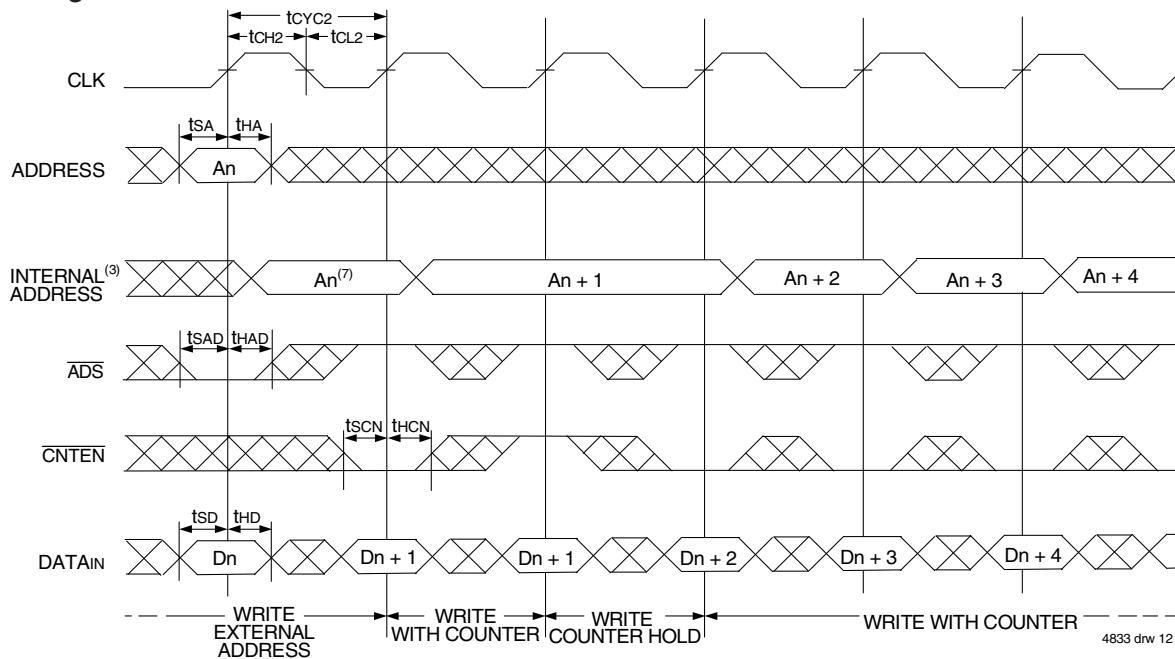 tCYC2
tCH2 tCL2
CLK
tSA tHA
ADDRESS An
INTERNAL(3)
ADDRESS
An(7) An + 1 An + 2 An + 3 An + 4
tSAD tHAD
ADS
tSCN tHCN
CNTEN
tSD tHD
DATAIN Dn Dn + 1 Dn + 1 Dn + 2 Dn + 3 Dn + 4
WRITE
EXTERNAL
ADDRESS
WRITE
WITH COUNTER
WRITE
COUNTER HOLD
WRITE WITH COUNTER
4833 drw 12